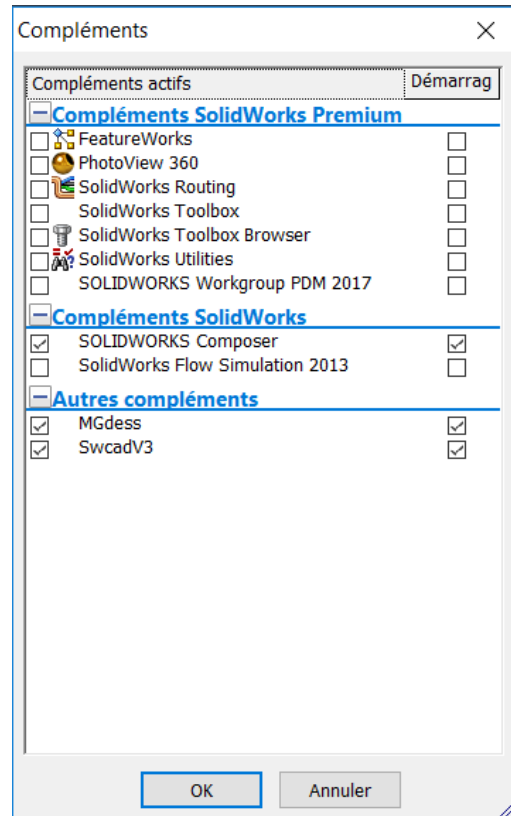 Compléments
Compléments actifs Démarrag
Compléments SolidWorks Premium
FeatureWorks
PhotoView 360
SolidWorks Routing
SolidWorks Toolbox
SolidWorks Toolbox Browser
SolidWorks Utilities
SOLIDWORKS Workgroup PDM 2017
Compléments SolidWorks
SOLIDWORKS Composer
SolidWorks Flow Simulation 2013
Autres compléments
MGdess
SwcadV3
OK Annuler